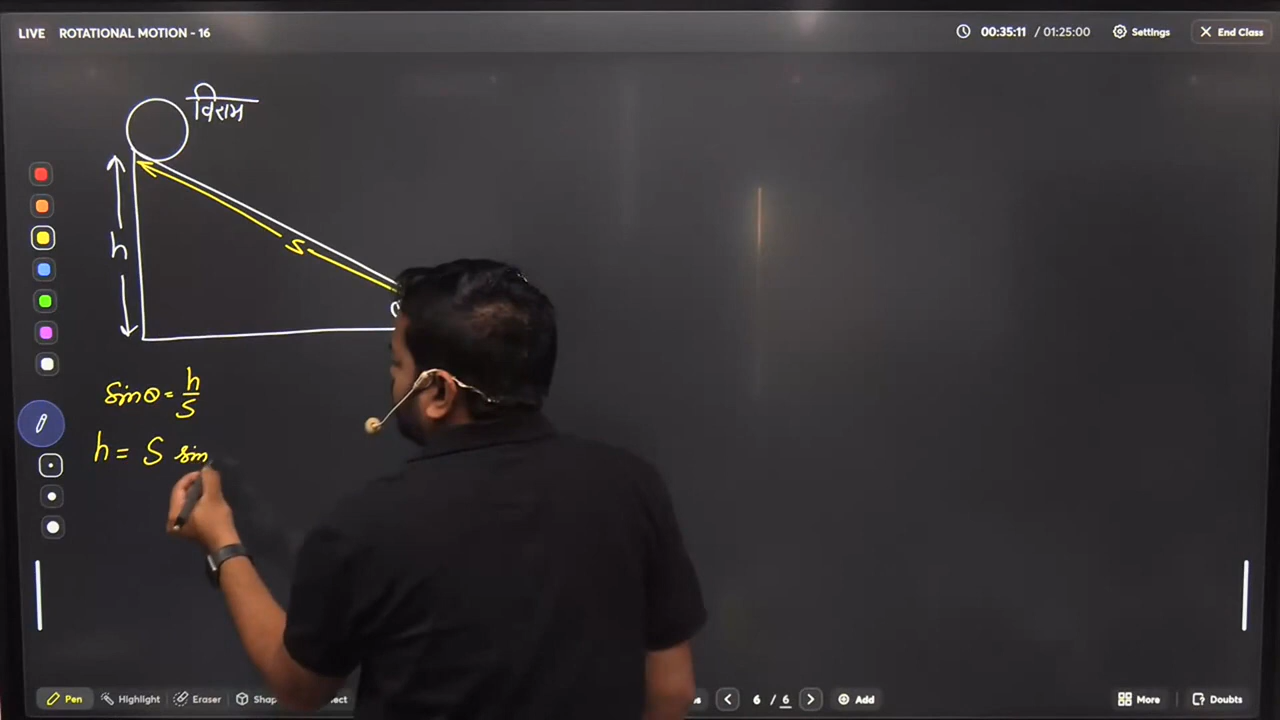 LIVE ROTATIONAL MOTION - 16
00:35:11 / 01:25:00 Settings End Class
विराम
h
S
sinθ = h/S
h = S sin
Pen Highlight Eraser
6 / 6 Add More Doubts